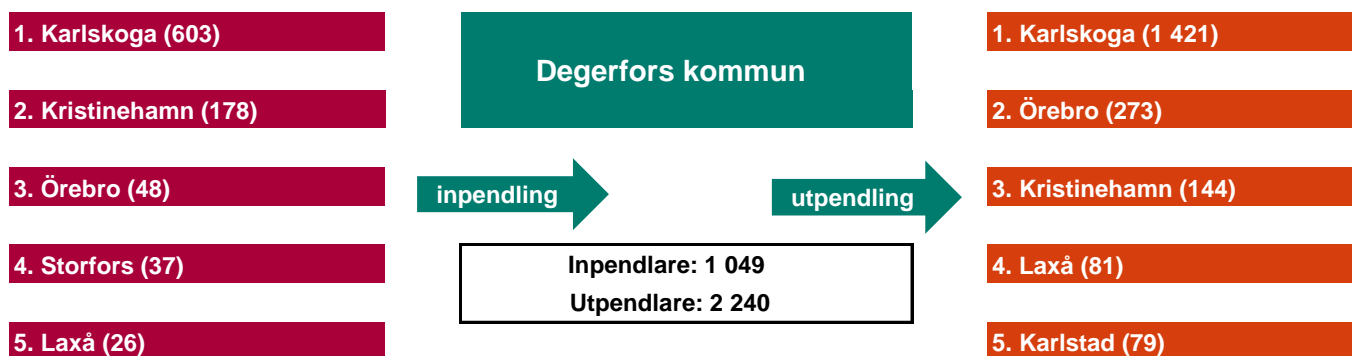 1. Karlskoga (603)
2. Kristinehamn (178)
3. Örebro (48)
4. Storfors (37)
5. Laxå (26)
Degerfors kommun
inpendling
utpendling
Inpendlare: 1 049
Utpendlare: 2 240
1. Karlskoga (1 421)
2. Örebro (273)
3. Kristinehamn (144)
4. Laxå (81)
5. Karlstad (79)